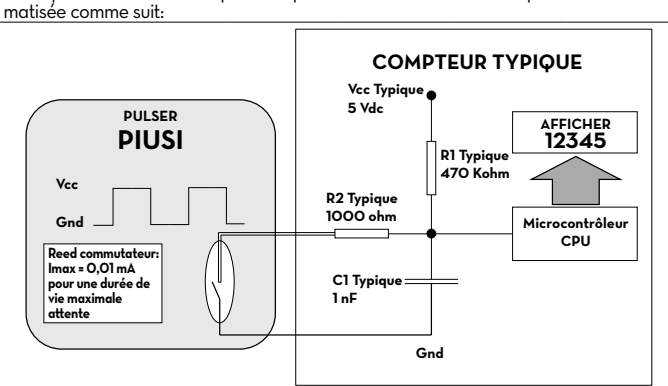 matisée comme suit:
COMPTEUR TYPIQUE
Vcc Typique
5 Vdc
PULSER
PIUSI
AFFICHER
12345
R1 Typique
470 Kohm
Vcc
R2 Typique
1000 ohm
Gnd
Microcontrôleur
CPU
Reed commutateur:
Imax = 0,01 mA
pour une durée de
vie maximale
attente
C1 Typique
1 nF
Gnd